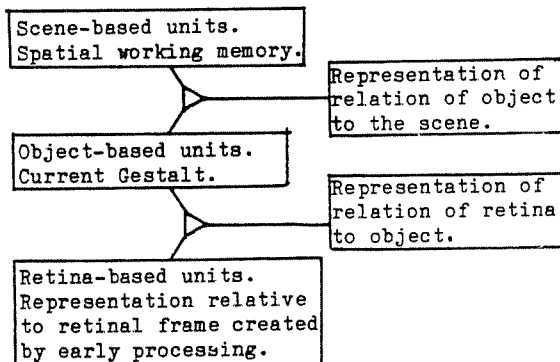 Scene-based units.
Spatial working memory.
Representation of
relation of object
to the scene.
Object-based units.
Current Gestalt.
Representation of
relation of retina
to object.
Retina-based units.
Representation relative
to retinal frame created
by early processing.